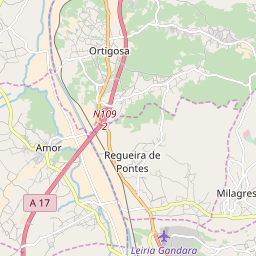 Ortigosa
N109
2
Amor
Regueira de
Pontes
Milagres
A 17
Leiria Gandara